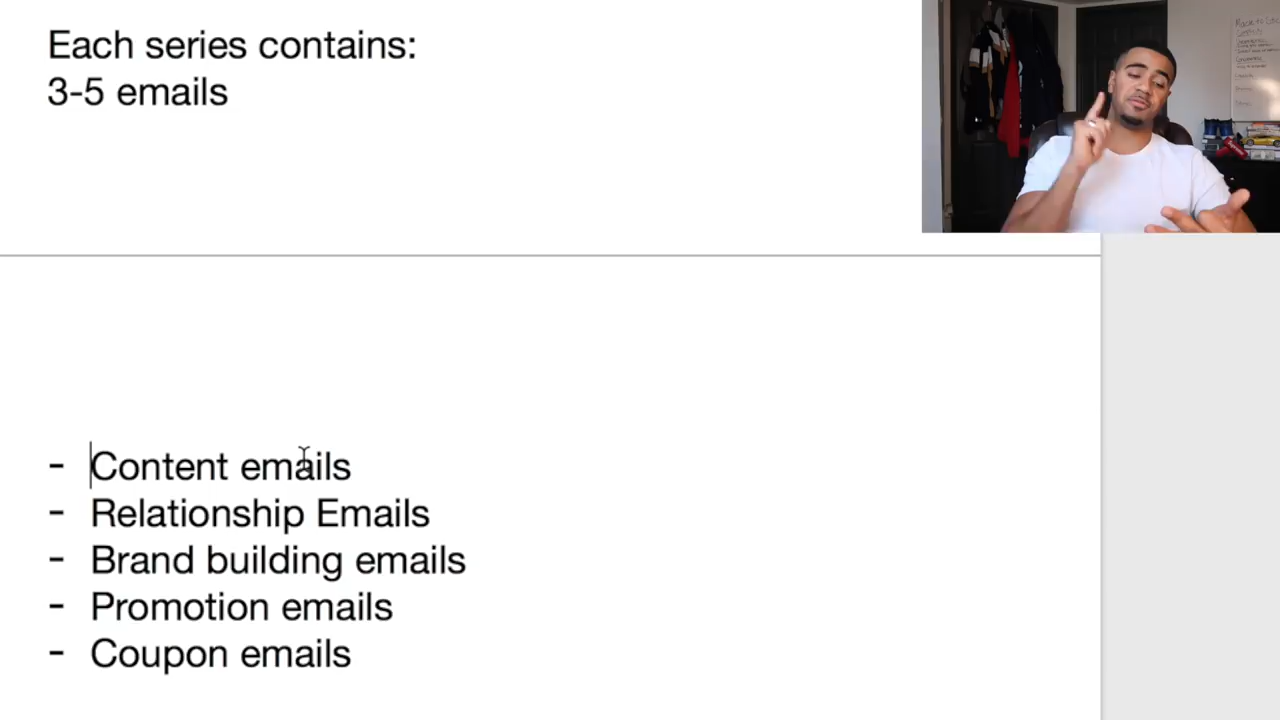 Each series contains:
3-5 emails
- Content emails
- Relationship Emails
- Brand building emails
- Promotion emails
- Coupon emails